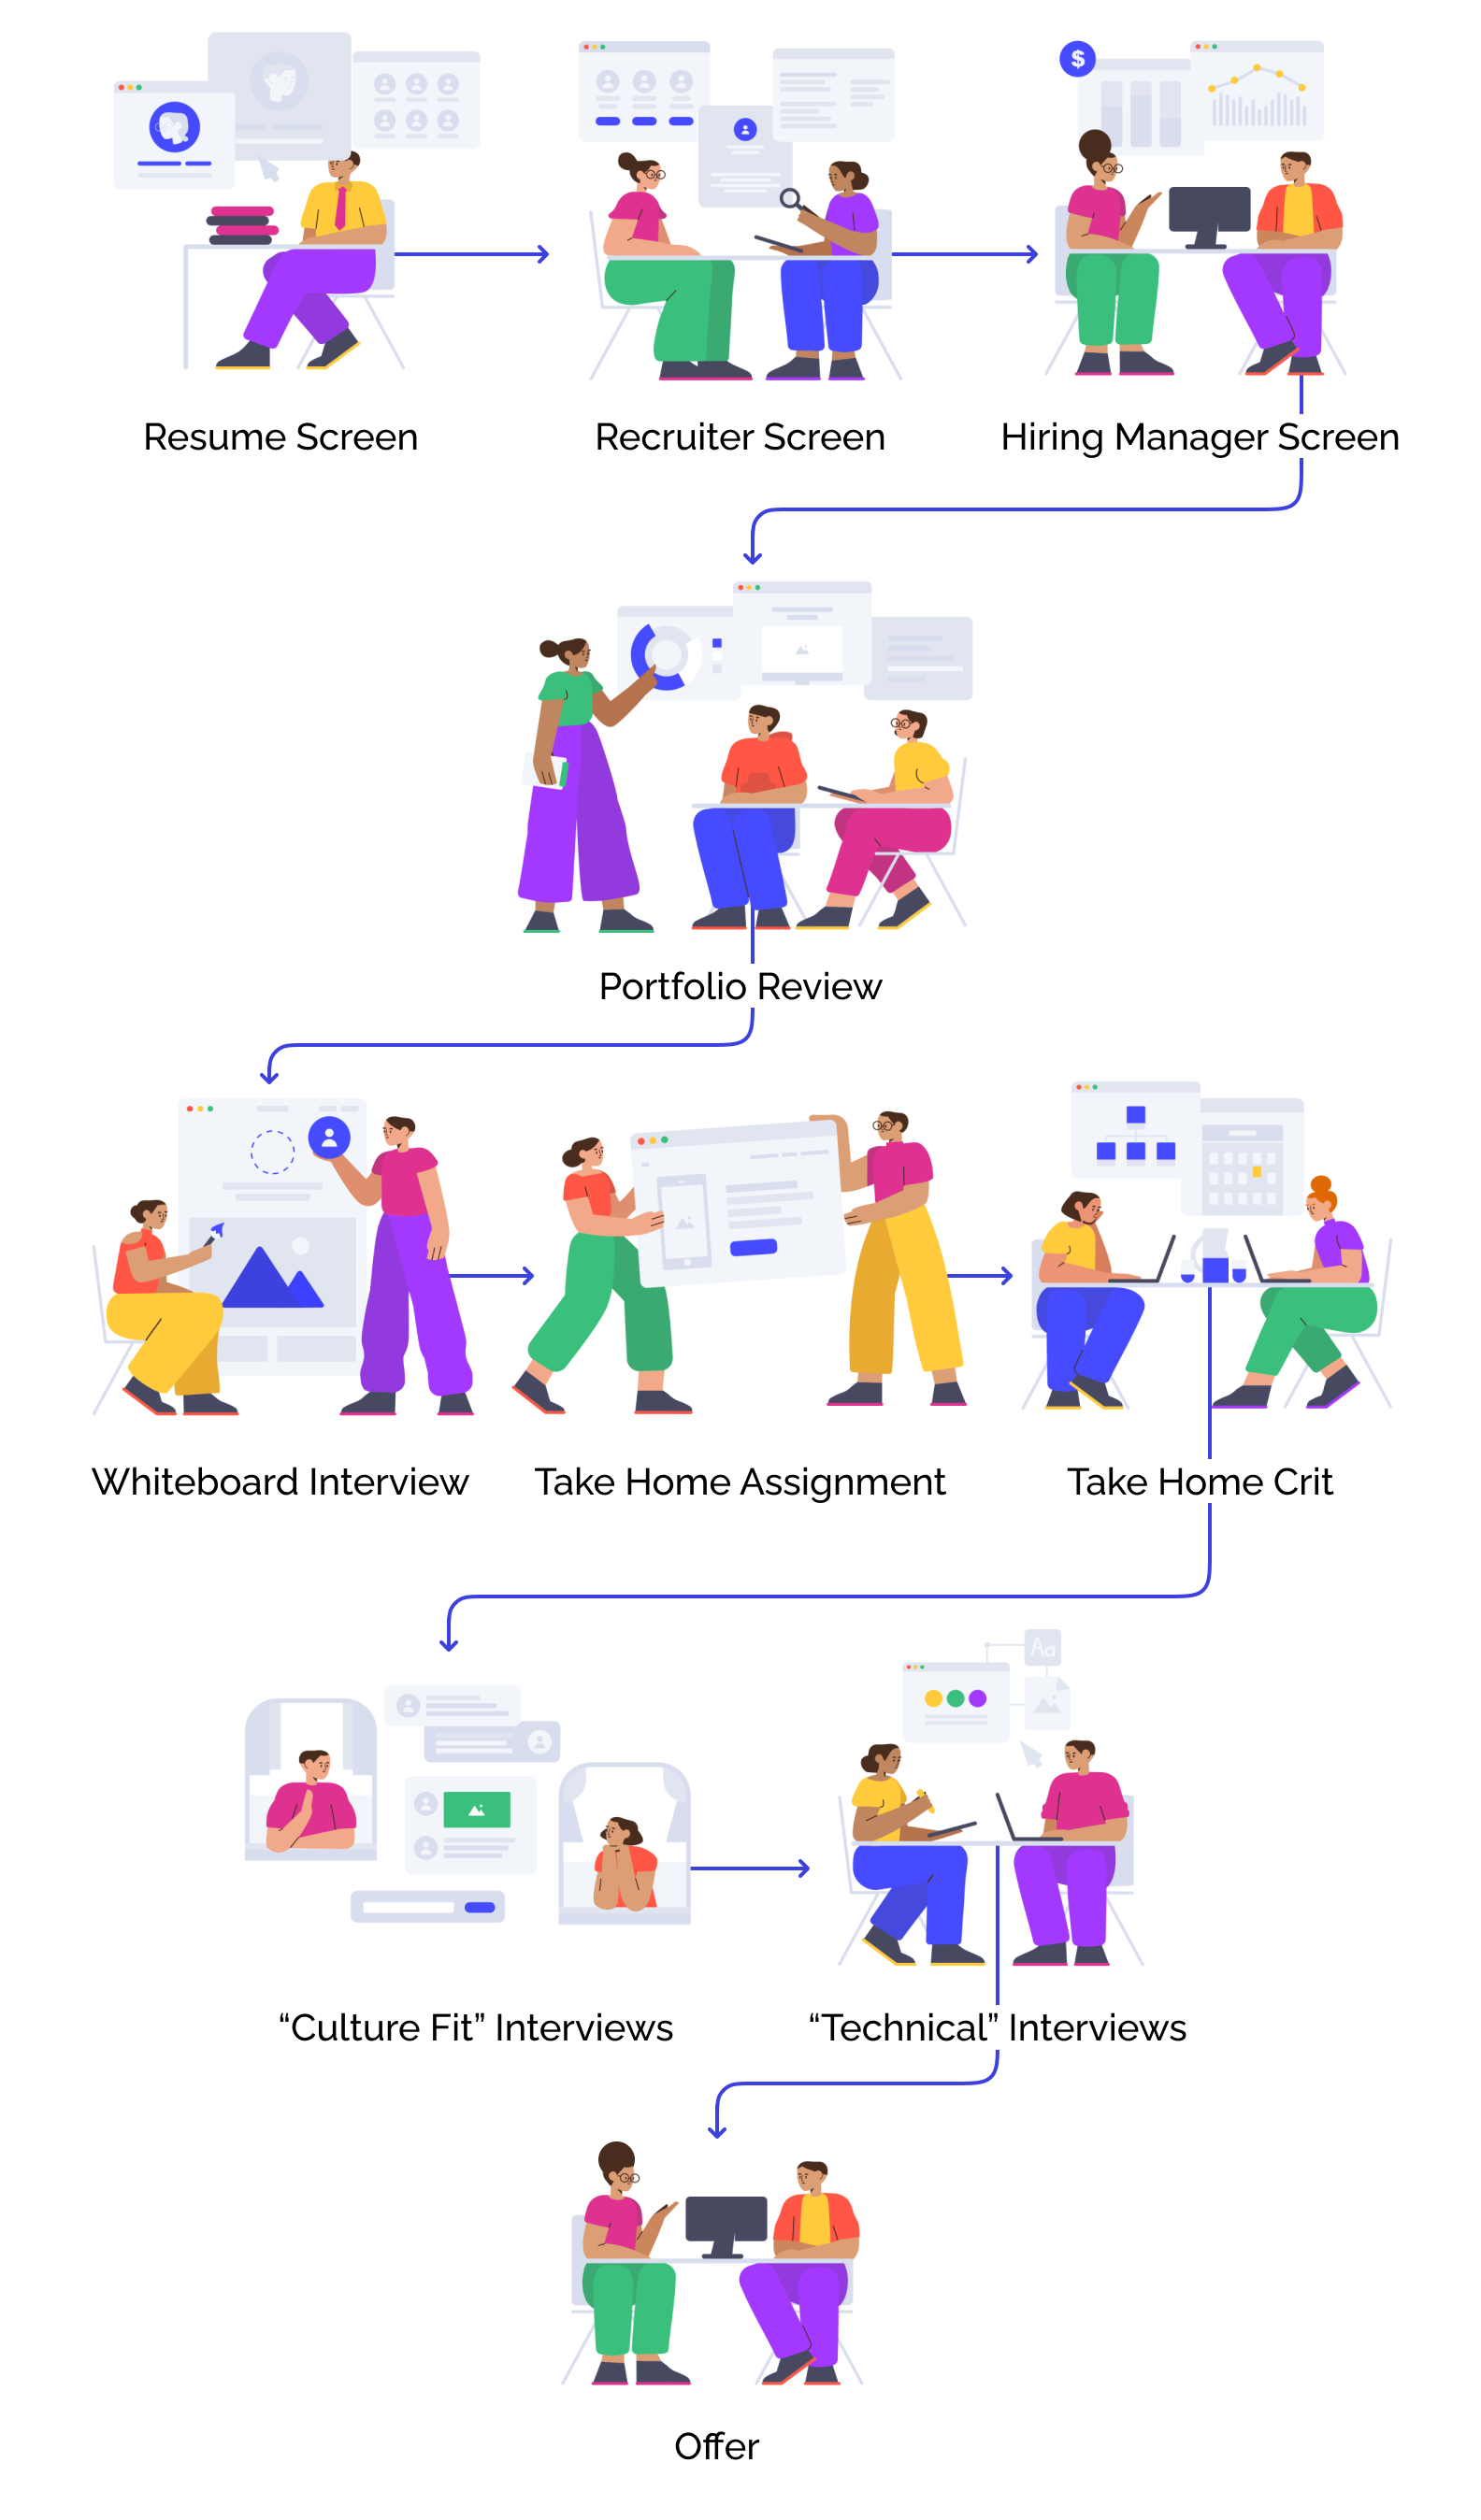 $
Resume Screen
Recruiter Screen
Hiring Manager Screen
Portfolio Review
Whiteboard Interview
Take Home Assignment
Take Home Crit
Aa
“Culture Fit” Interviews
“Technical” Interviews
Offer